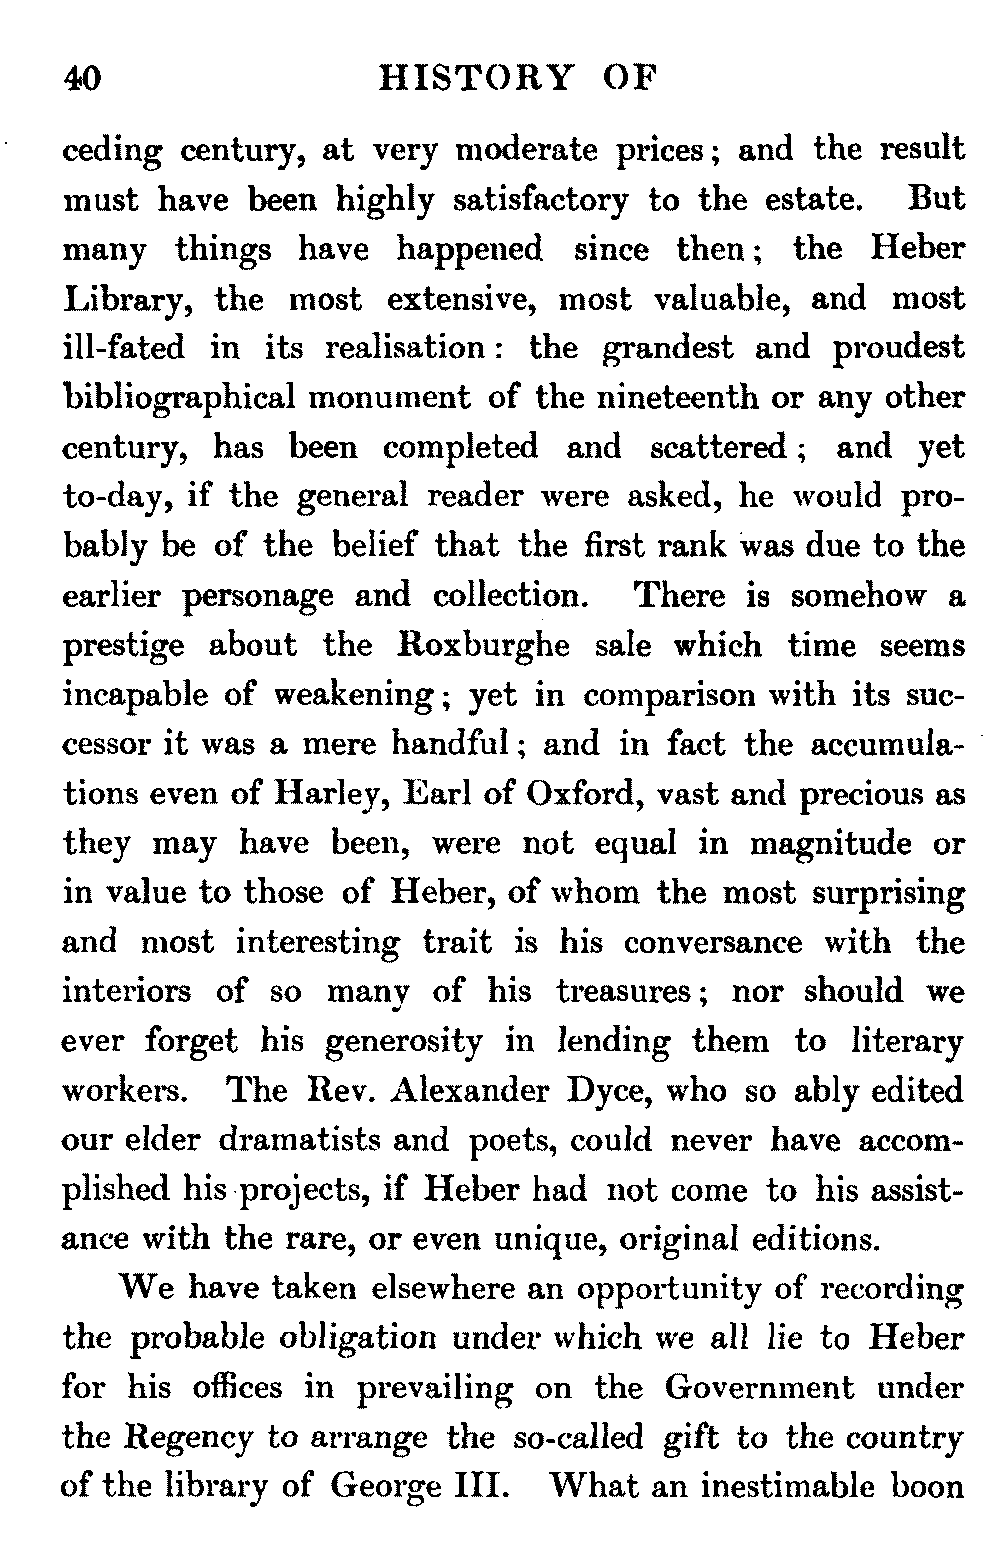 40 HISTORY OF
ceding century, at very moderate prices; and the result
must have been highly satisfactory to the estate. But
many things have happened since then; the Heber
Library, the most extensive, most valuable, and most
ill-fated in its realisation: the grandest and proudest
bibliographical monument of the nineteenth or any other
century, has been completed and scattered; and yet
to-day, if the general reader were asked, he would pro-
bably be of the belief that the first rank was due to the
earlier personage and collection. There is somehow a
prestige about the Roxburghe sale which time seems
incapable of weakening; yet in comparison with its suc-
cessor it was a mere handful; and in fact the accumula-
tions even of Harley, Earl of Oxford, vast and precious as
they may have been, were not equal in magnitude or
in value to those of Heber, of whom the most surprising
and most interesting trait is his conversance with the
interiors of so many of his treasures; nor should we
ever forget his generosity in lending them to literary
workers. The Rev. Alexander Dyce, who so ably edited
our elder dramatists and poets, could never have accom-
plished his projects, if Heber had not come to his assist-
ance with the rare, or even unique, original editions.
We have taken elsewhere an opportunity of recording
the probable obligation under which we all lie to Heber
for his offices in prevailing on the Government under
the Regency to arrange the so-called gift to the country
of the library of George III. What an inestimable boon